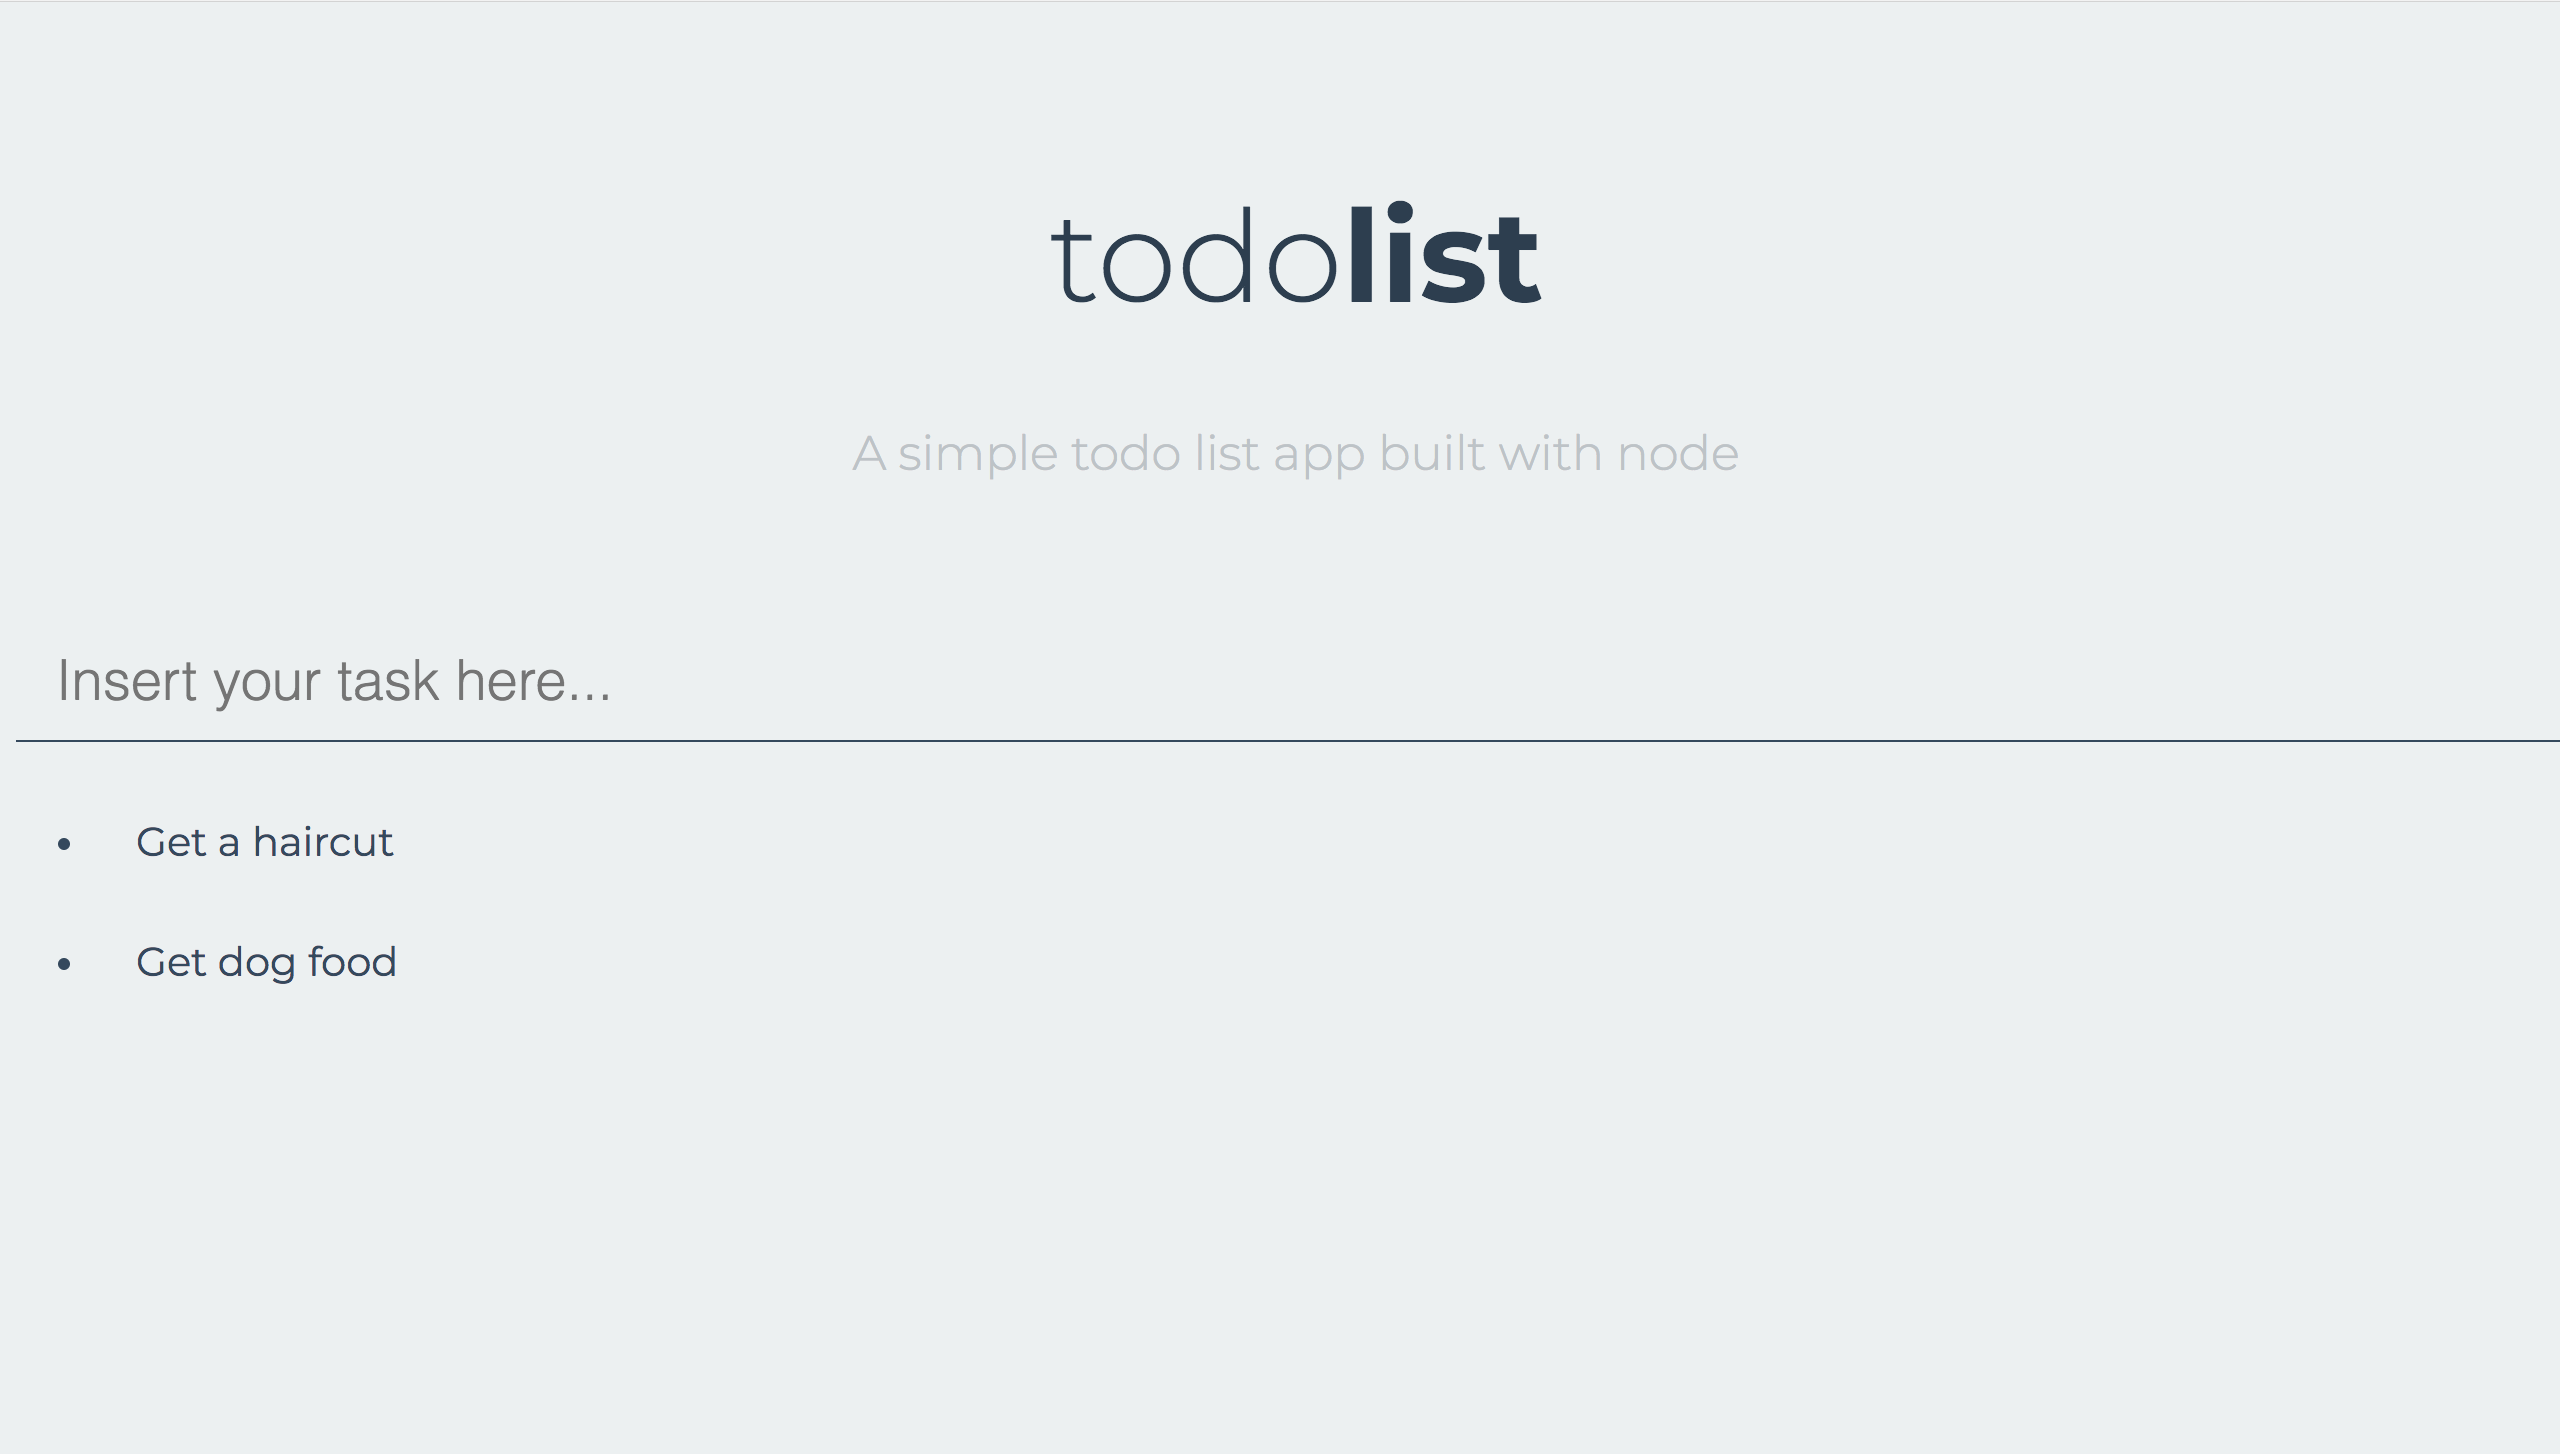 todolist
A simple todo list app built with node
Insert your task here...
• Get a haircut
• Get dog food